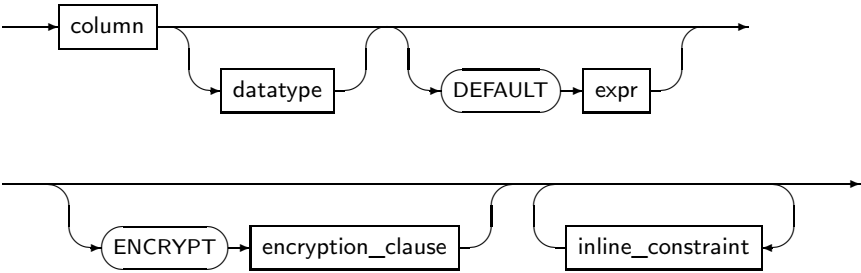 column
datatype DEFAULT expr
ENCRYPT encryption_clause inline_constraint